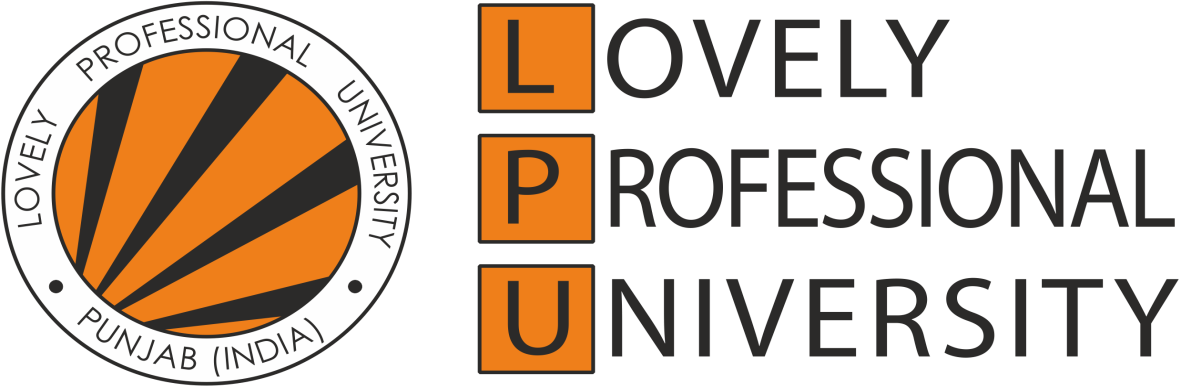 LOVELY PROFESSIONAL UNIVERSITY
PUNJAB (INDIA)
LOVELY
PROFESSIONAL
UNIVERSITY